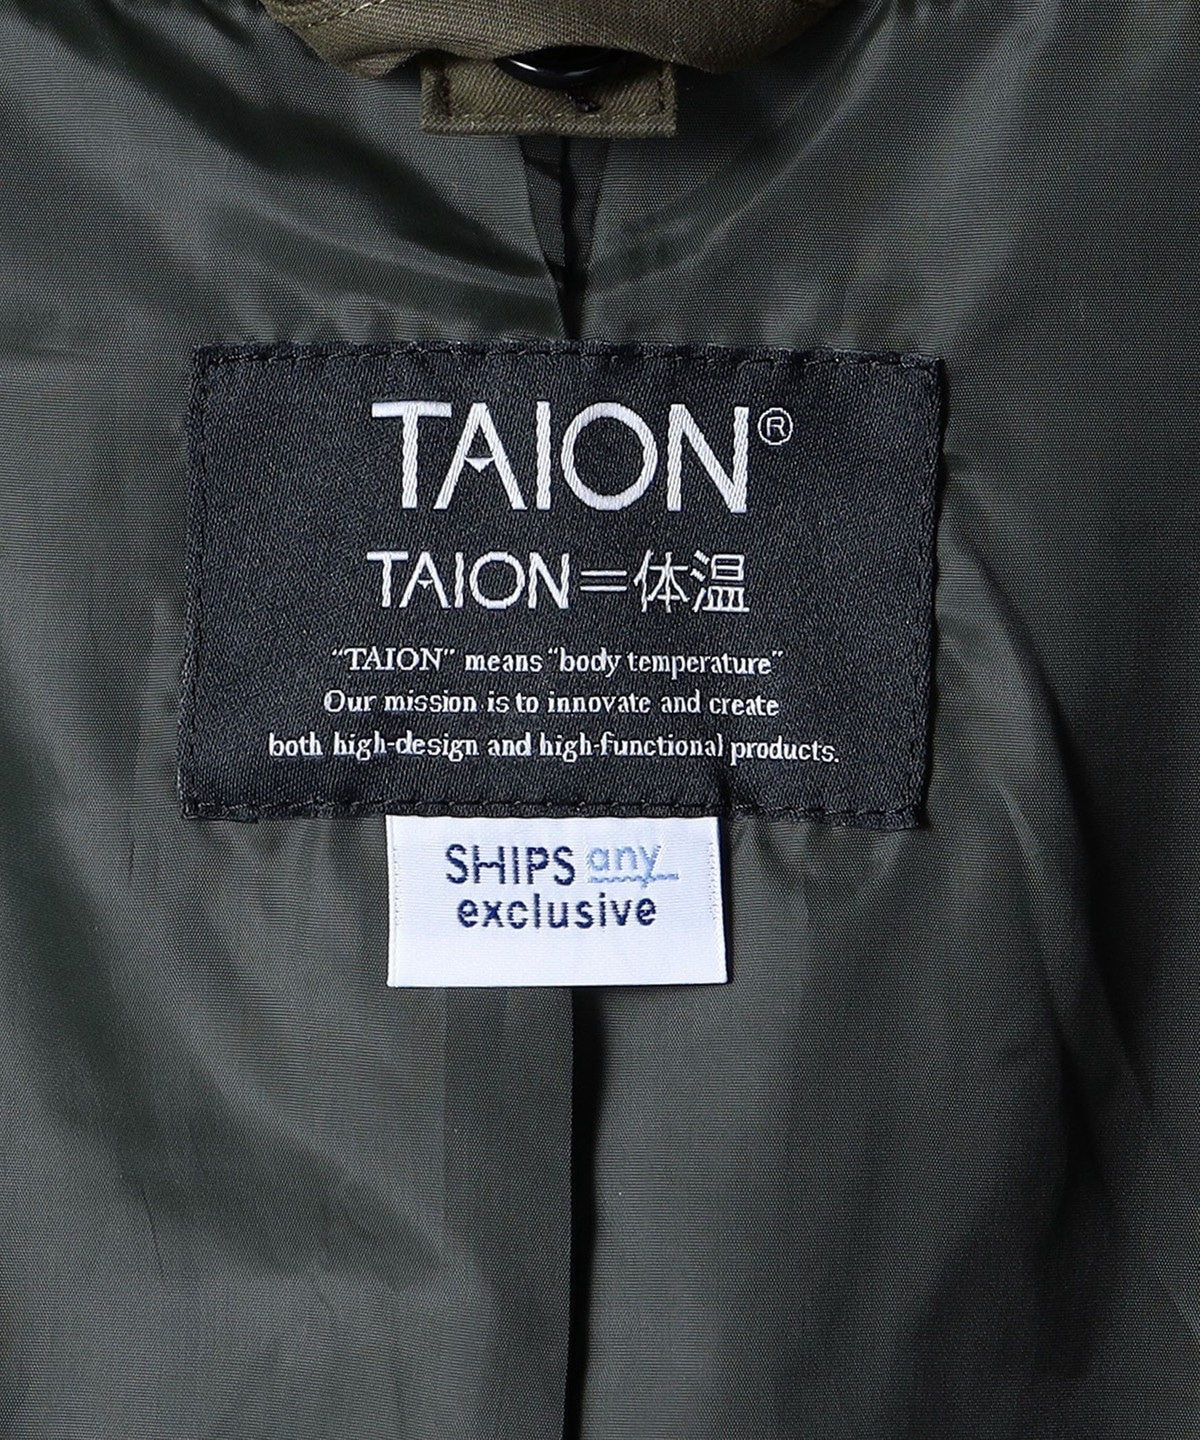 TAION®
TAION=体温
“TAION” means “body temperature”
Our mission is to innovate and create
both high-design and high-functional products.
SHIPS any
exclusive